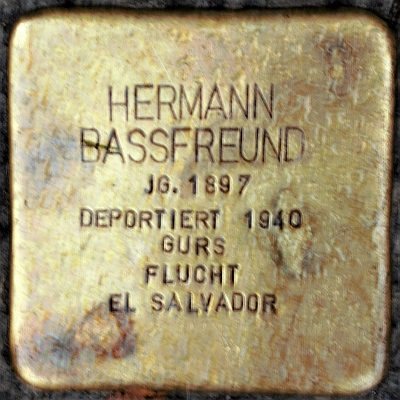 HERMANN
BASSFREUND
JG. 1897
DEPORTIERT 1940
GURS
FLUCHT
EL SALVADOR